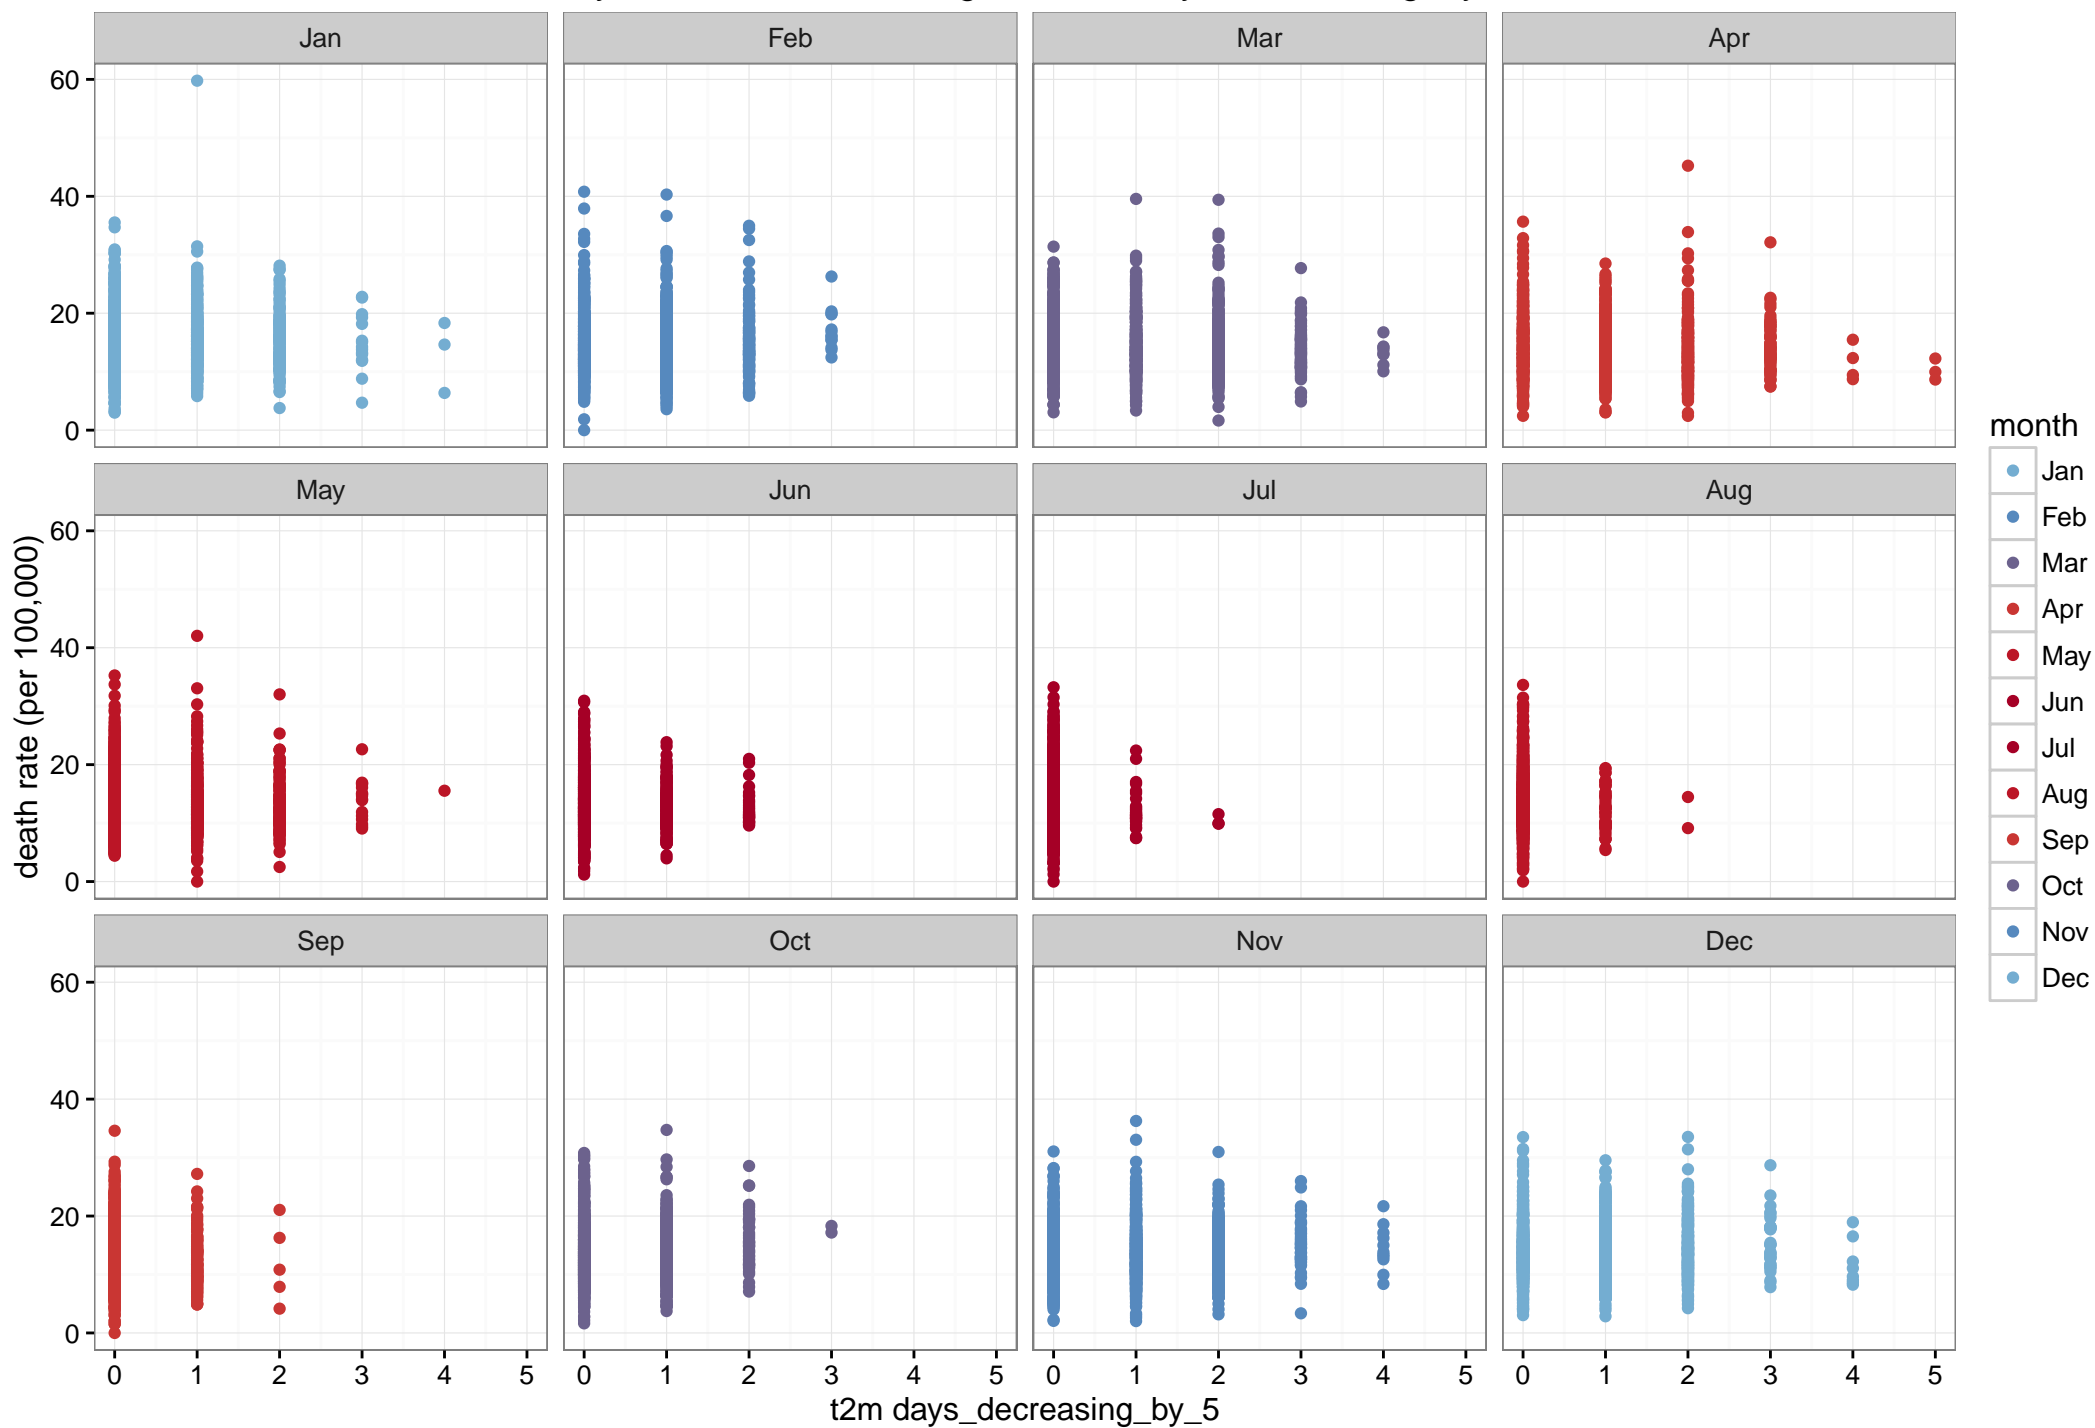 Jan Feb Mar Apr
60
40
20
0
May Jun Jul Aug
60
40
20
0
Sep Oct Nov Dec
60
40
20
0
0 1 2 3 4 5 0 1 2 3 4 5 0 1 2 3 4 5 0 1 2 3 4 5
t2m days_decreasing_by_5
death rate (per 100,000)
month
Jan
Feb
Mar
Apr
May
Jun
Jul
Aug
Sep
Oct
Nov
Dec